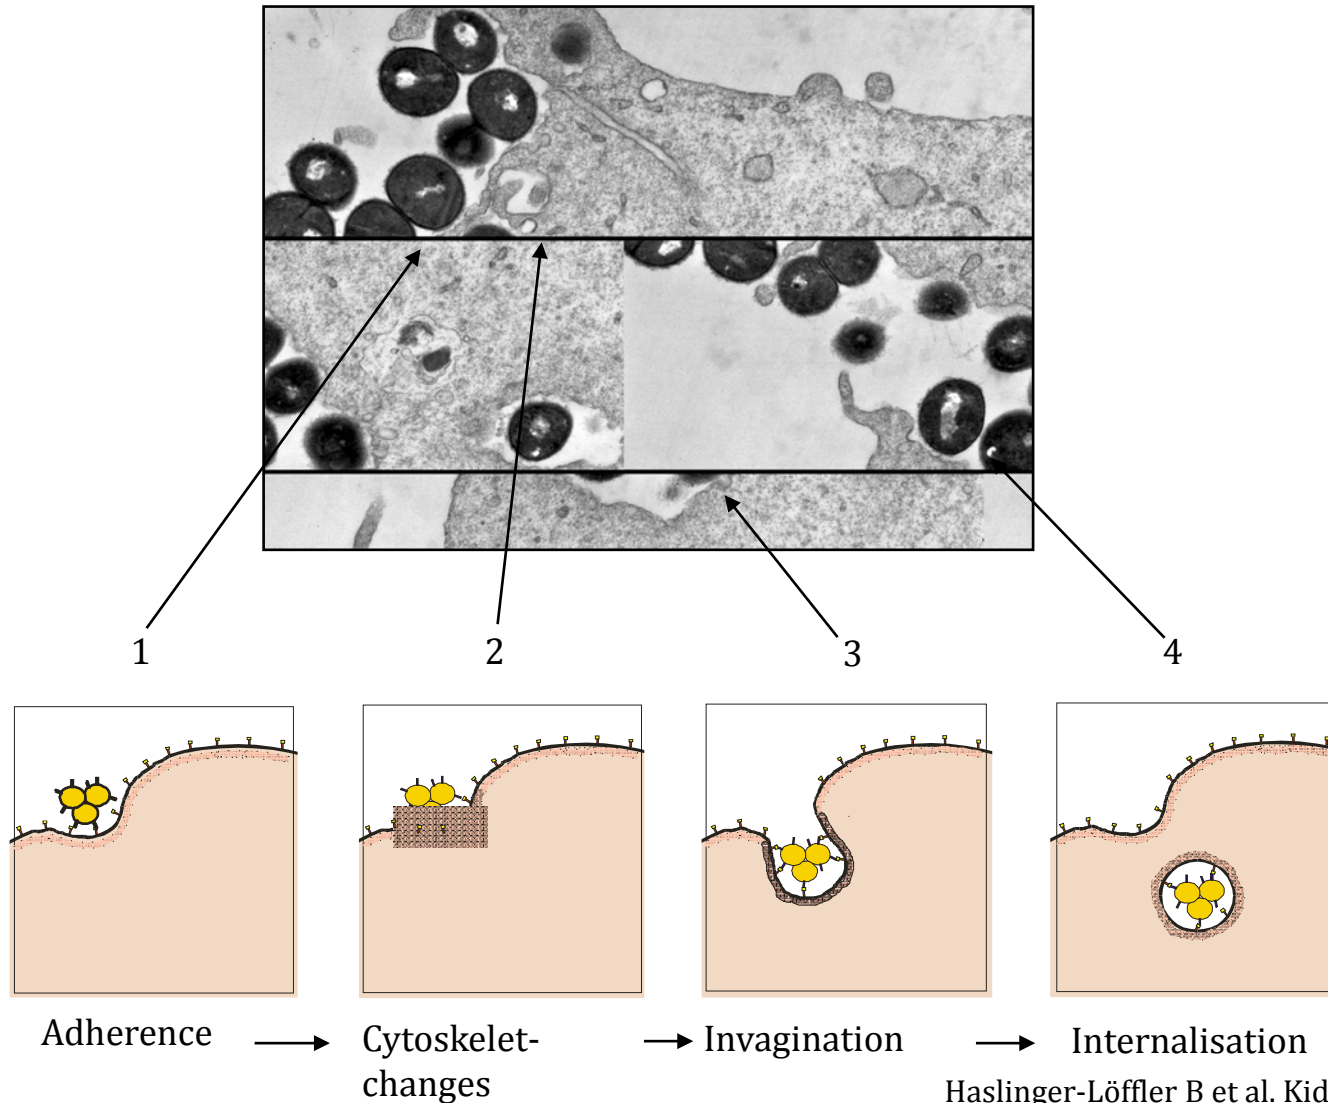 1
2
3
4
Adherence
Cytoskelet-
changes
Invagination
Internalisation
Haslinger-Löffler B et al. Kid